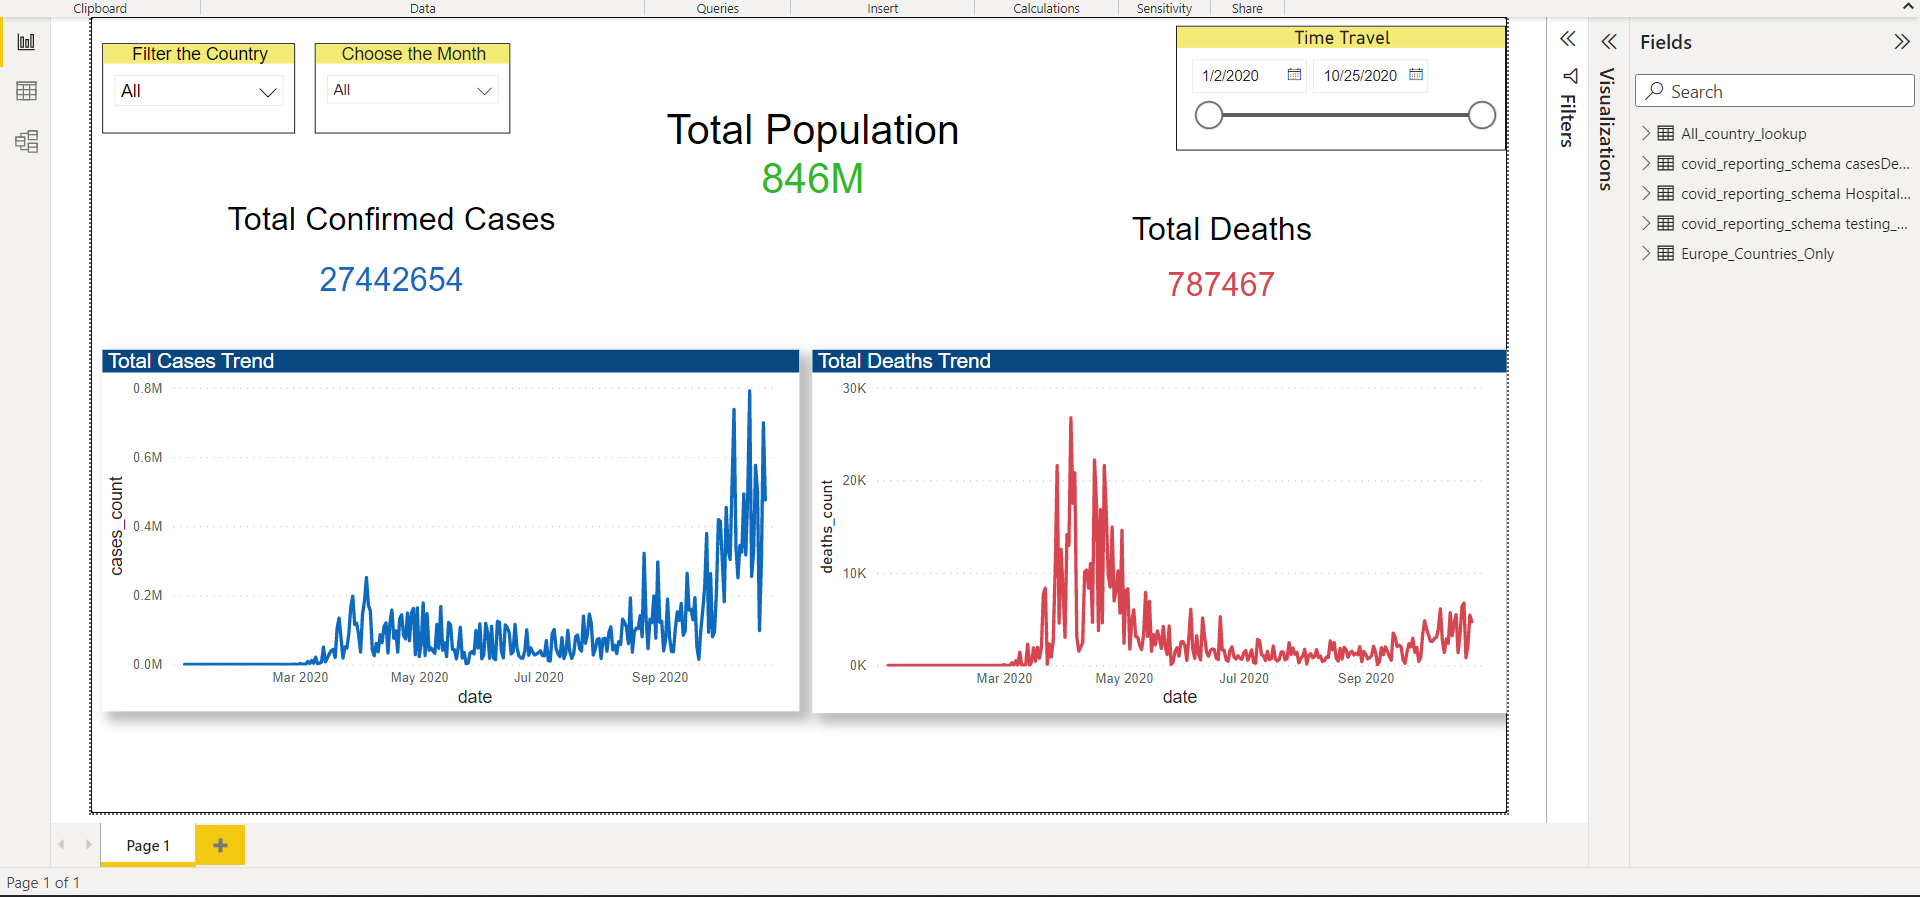 Clipboard
Data
Queries
Insert
Calculations
Sensitivity
Share
Filter the Country
All
Choose the Month
All
Time Travel
1/2/2020
10/25/2020
Total Population
846M
Total Confirmed Cases
27442654
Total Deaths
787467
Total Cases Trend
0.8M
0.6M
0.4M
0.2M
0.0M
cases_count
Mar 2020
May 2020
Jul 2020
Sep 2020
date
Total Deaths Trend
30K
20K
10K
0K
deaths_count
Mar 2020
May 2020
Jul 2020
Sep 2020
date
Filters
Visualizations
Fields
Search
All_country_lookup
covid_reporting_schema casesDe...
covid_reporting_schema Hospital...
covid_reporting_schema testing_...
Europe_Countries_Only
Page 1
Page 1 of 1